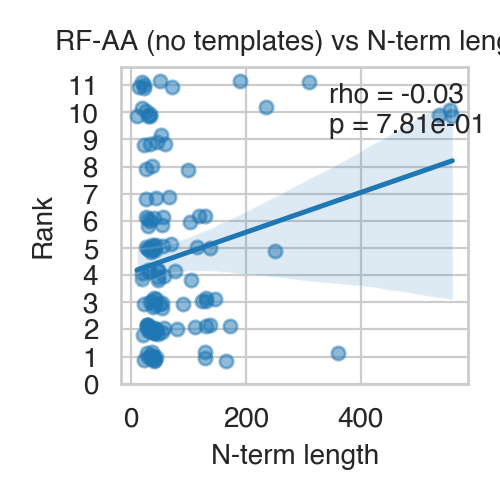 RF-AA (no templates) vs N-term leng
rho = -0.03
p = 7.81e-01
Rank
11
10
9
8
7
6
5
4
3
2
1
0
0 200 400
N-term length